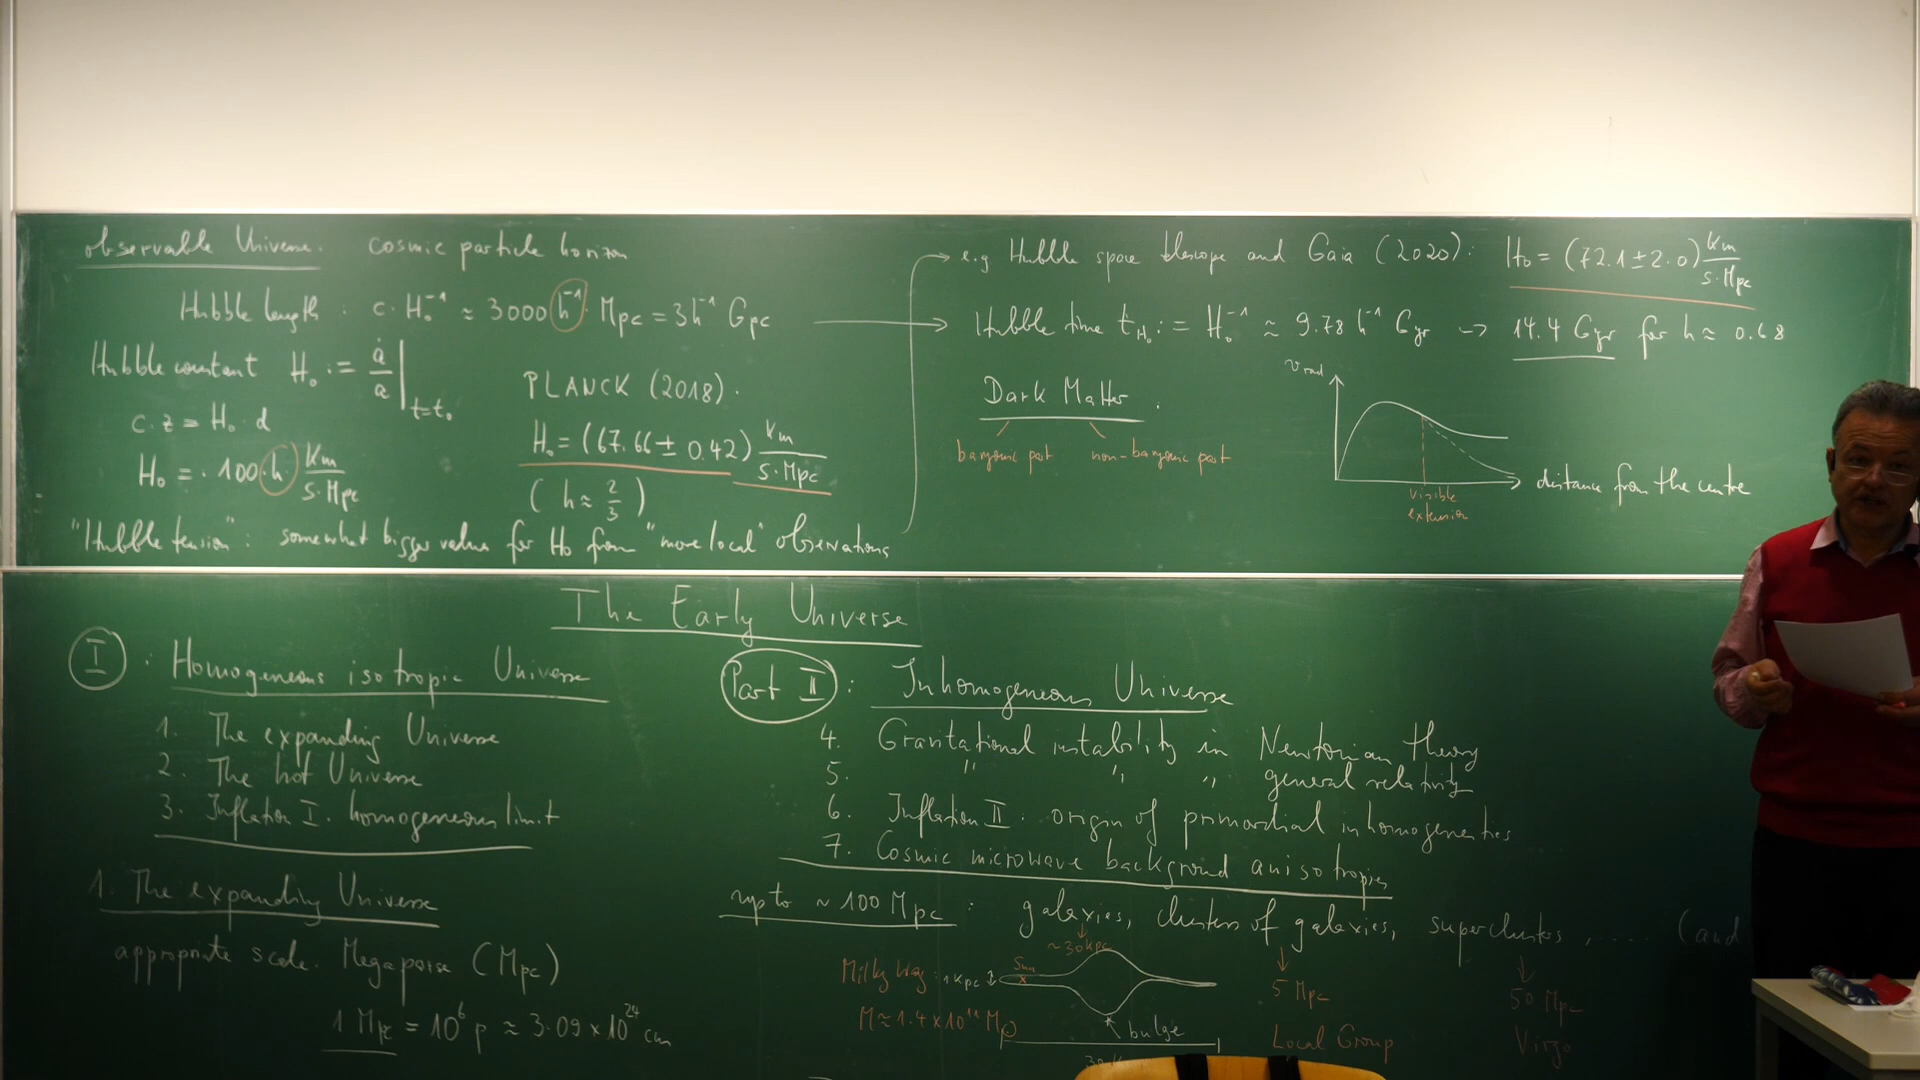 observable Universe: cosmic particle horizon
Hubble length : c · H₀⁻¹ ≈ 3000 h⁻¹ · Mpc = 3 h⁻¹ Gpc
Hubble constant H₀ := ȧ/a |t=t₀
c·z = H₀ · d
H₀ = 100·h km/s·Mpc
PLANCK (2018):
H₀ = (67.66 ± 0.42) km/s·Mpc
(h ≈ 2/3)
"Hubble tension": somewhat bigger values for H₀ from "more local" observations
→ e.g Hubble space telescope and Gaia (2020): H₀ = (72.1 ± 2.0) km/s·Mpc
→ Hubble time tH₀ := H₀⁻¹ ≈ 9.78 h⁻¹ Gyr → 14.4 Gyr for h ≈ 0.68
Dark Matter
baryonic part non-baryonic part
distance from the centre
visible
extension
The Early Universe
I : Homogeneous isotropic Universe
1. The expanding Universe
2. The hot Universe
3. Inflation I. homogeneous limit
Part II : Inhomogeneous Universe
4. Gravitational instability in Newtonian theory
5. " " " general relativity
6. Inflation II. origin of primordial inhomogeneities
7. Cosmic microwave background anisotropies
1. The expanding Universe
appropriate scale. Megaparsec (Mpc)
1 Mpc = 10⁶ p ≈ 3.09 × 10²⁴ cm
up to ~ 100 Mpc : galaxies, clusters of galaxies, superclusters, .... (and
~30kpc
Milky Way: 1 kpc
Sun
M ≈ 1.4 × 10¹¹ M⊙
bulge
5 Mpc
Local Group
50 Mpc
Virgo